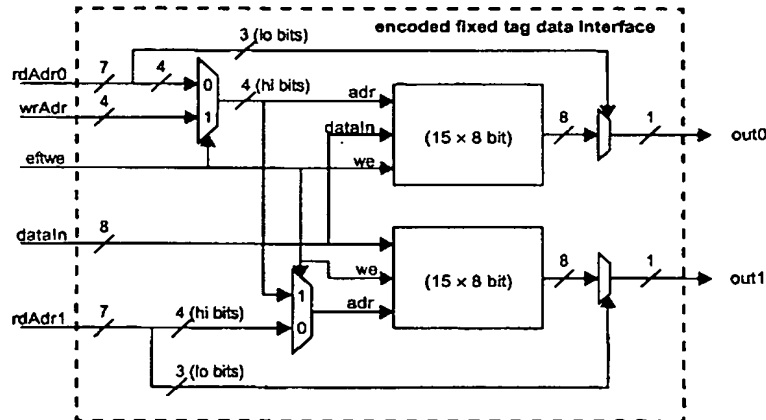 encoded fixed tag data interface
3 (lo bits)
rdAdr0
7
4
0
4 (hi bits)
wrAdr
4
1
adr
dataIn
(15 × 8 bit)
8
1
out0
eftwe
we
dataIn
8
8
1
out1
we
(15 × 8 bit)
1
adr
rdAdr1
7
4 (hi bits)
0
3 (lo bits)